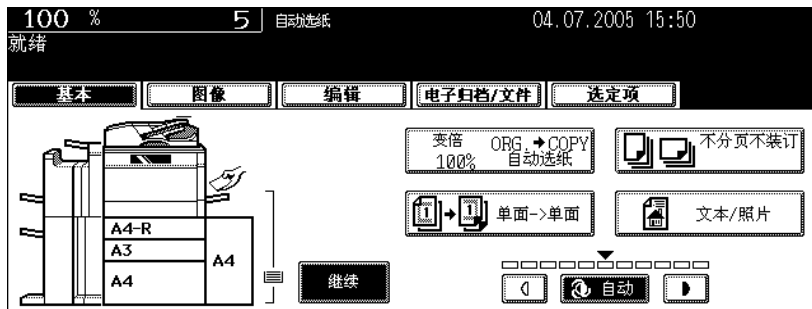 100 % 5 自动选纸 04.07.2005 15:50
就绪
基本 图像 编辑 电子归档/文件 选定项
变倍 ORG.→COPY
100% 自动选纸
不分页不装订
1→1 单面->单面
文本/照片
A4-R
A3
A4
A4
继续
自动